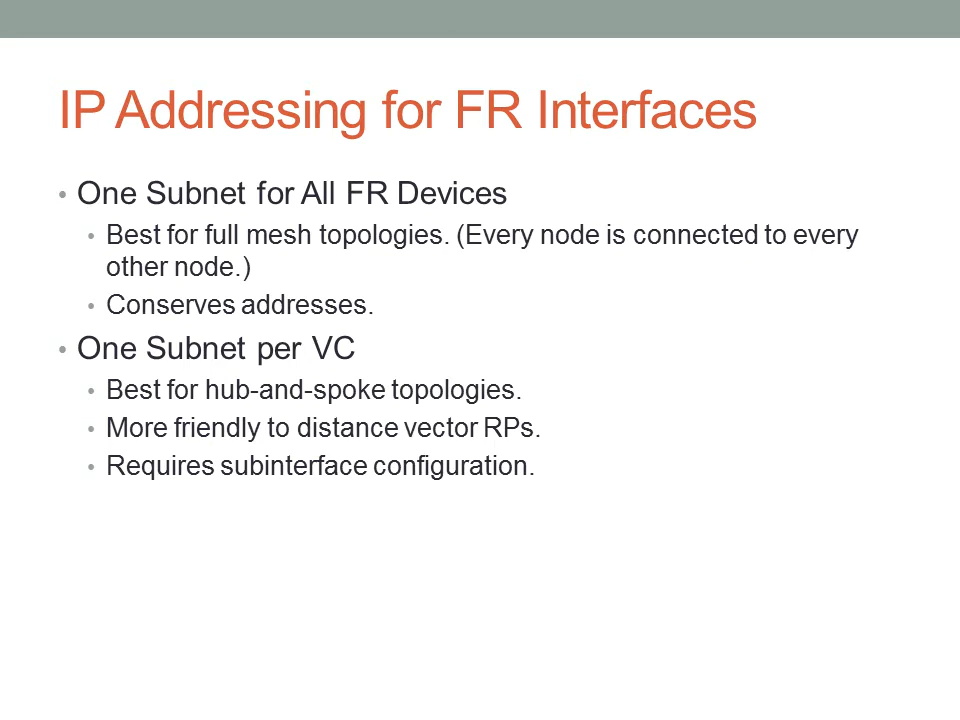 IP Addressing for FR Interfaces
• One Subnet for All FR Devices
• Best for full mesh topologies. (Every node is connected to every
other node.)
• Conserves addresses.
• One Subnet per VC
• Best for hub-and-spoke topologies.
• More friendly to distance vector RPs.
• Requires subinterface configuration.